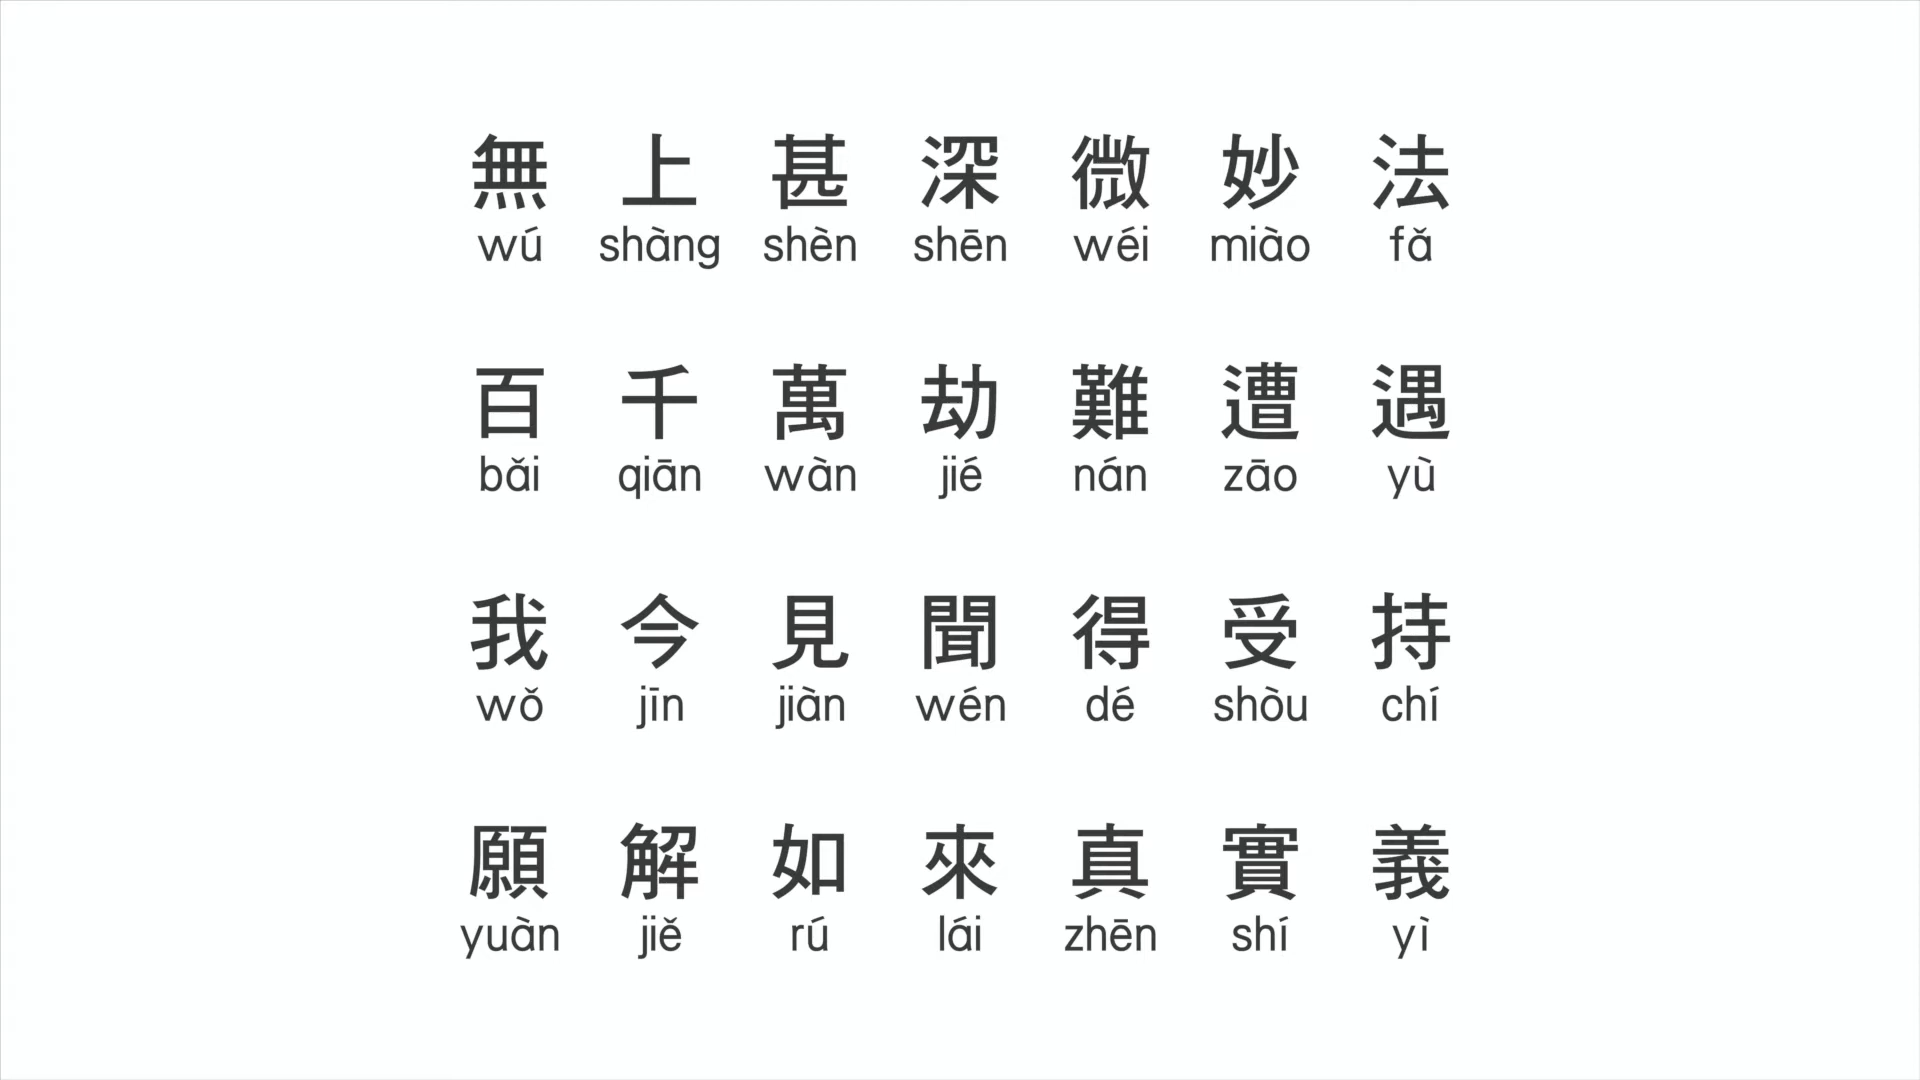 無上甚深微妙法
wú shàng shèn shēn wéi miào fǎ
百千萬劫難遭遇
bǎi qiān wàn jié nán zāo yù
我今見聞得受持
wǒ jīn jiàn wén dé shòu chí
願解如來真實義
yuàn jiě rú lái zhēn shí yì